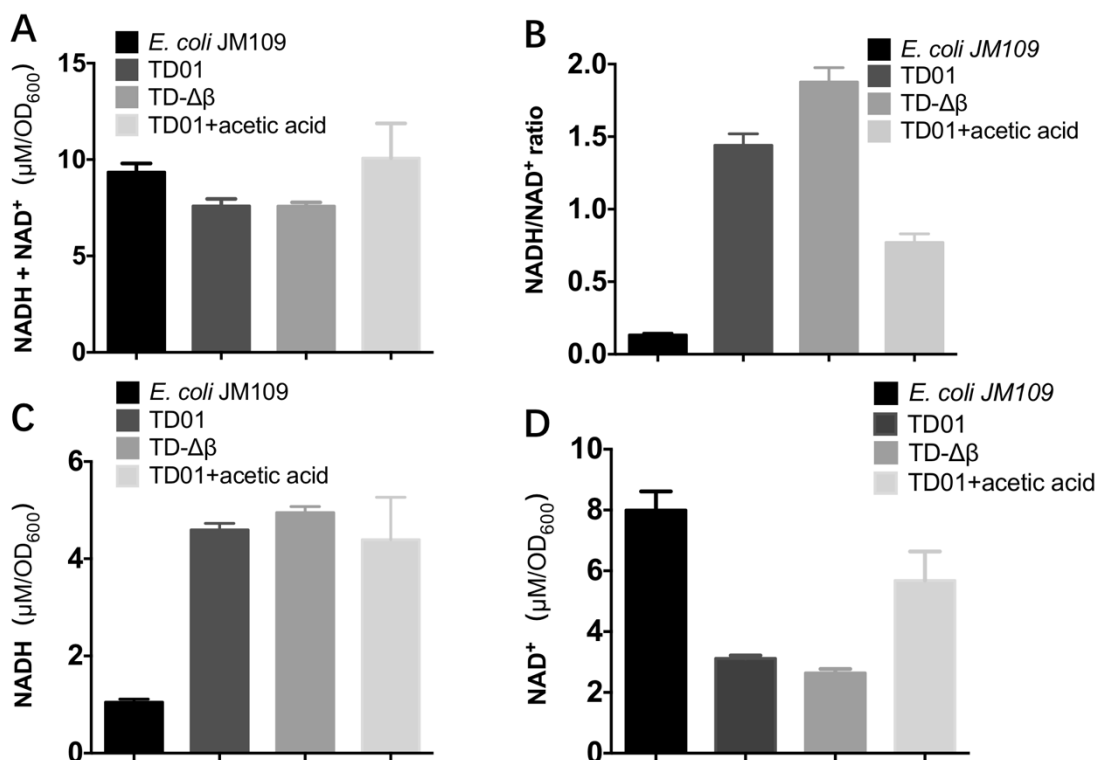 A
E. coli JM109
TD01
TD-Δβ
TD01+acetic acid
NADH + NAD⁺ (μM/OD₆₀₀)
15
10
5
0
B
E. coli JM109
TD01
TD-Δβ
TD01+acetic acid
NADH/NAD⁺ ratio
2.0
1.5
1.0
0.5
0.0
C
E. coli JM109
TD01
TD-Δβ
TD01+acetic acid
NADH (μM/OD₆₀₀)
6
4
2
0
D
E. coli JM109
TD01
TD-Δβ
TD01+acetic acid
NAD⁺ (μM/OD₆₀₀)
10
8
6
4
2
0